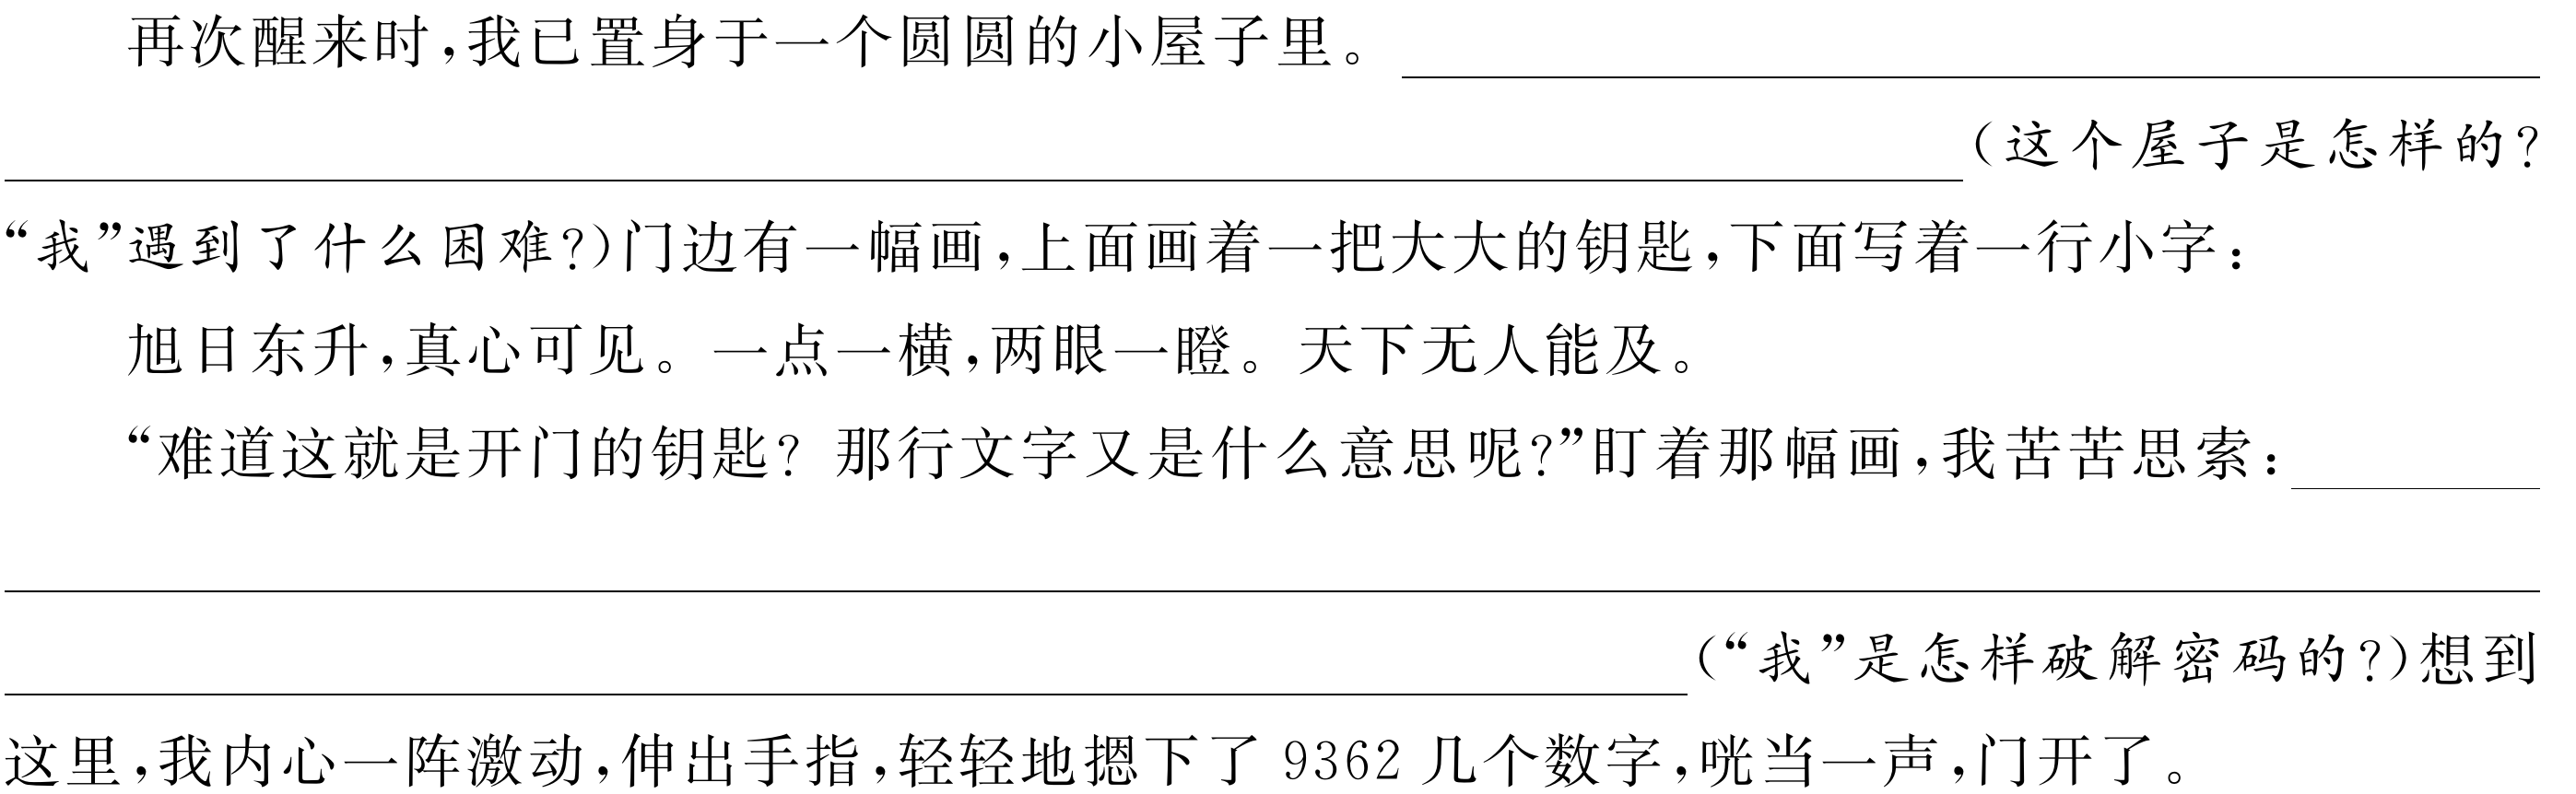 再次醒来时,我已置身于一个圆圆的小屋子里。
(这个屋子是怎样的?
“我”遇到了什么困难?)门边有一幅画,上面画着一把大大的钥匙,下面写着一行小字:
旭日东升,真心可见。一点一横,两眼一瞪。天下无人能及。
“难道这就是开门的钥匙? 那行文字又是什么意思呢?”盯着那幅画,我苦苦思索:
(“我”是怎样破解密码的?)想到
这里,我内心一阵激动,伸出手指,轻轻地摁下了 9362 几个数字,咣当一声,门开了。